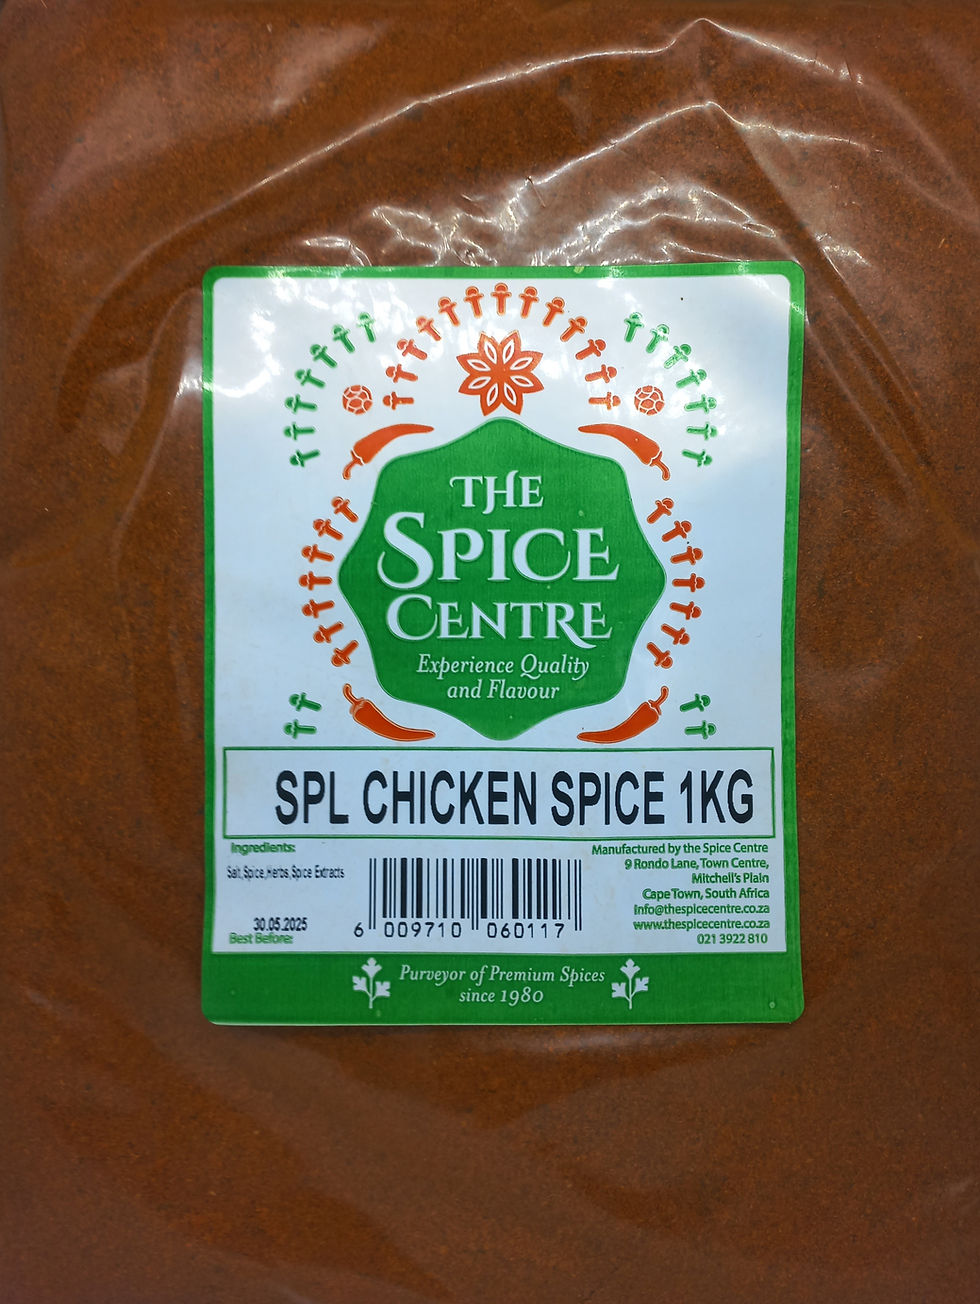 THE
SPICE
CENTRE
Experience Quality
and Flavour
SPL CHICKEN SPICE 1KG
Ingredients:
Salt,Spice,Herbs,Spice Extracts
30.05.2025
Best Before:
6 009710 060117
Manufactured by the Spice Centre
9 Rondo Lane, Town Centre,
Mitchell's Plain
Cape Town, South Africa
info@thespicecentre.co.za
www.thespicecentre.co.za
021 3922 810
Purveyor of Premium Spices
since 1980